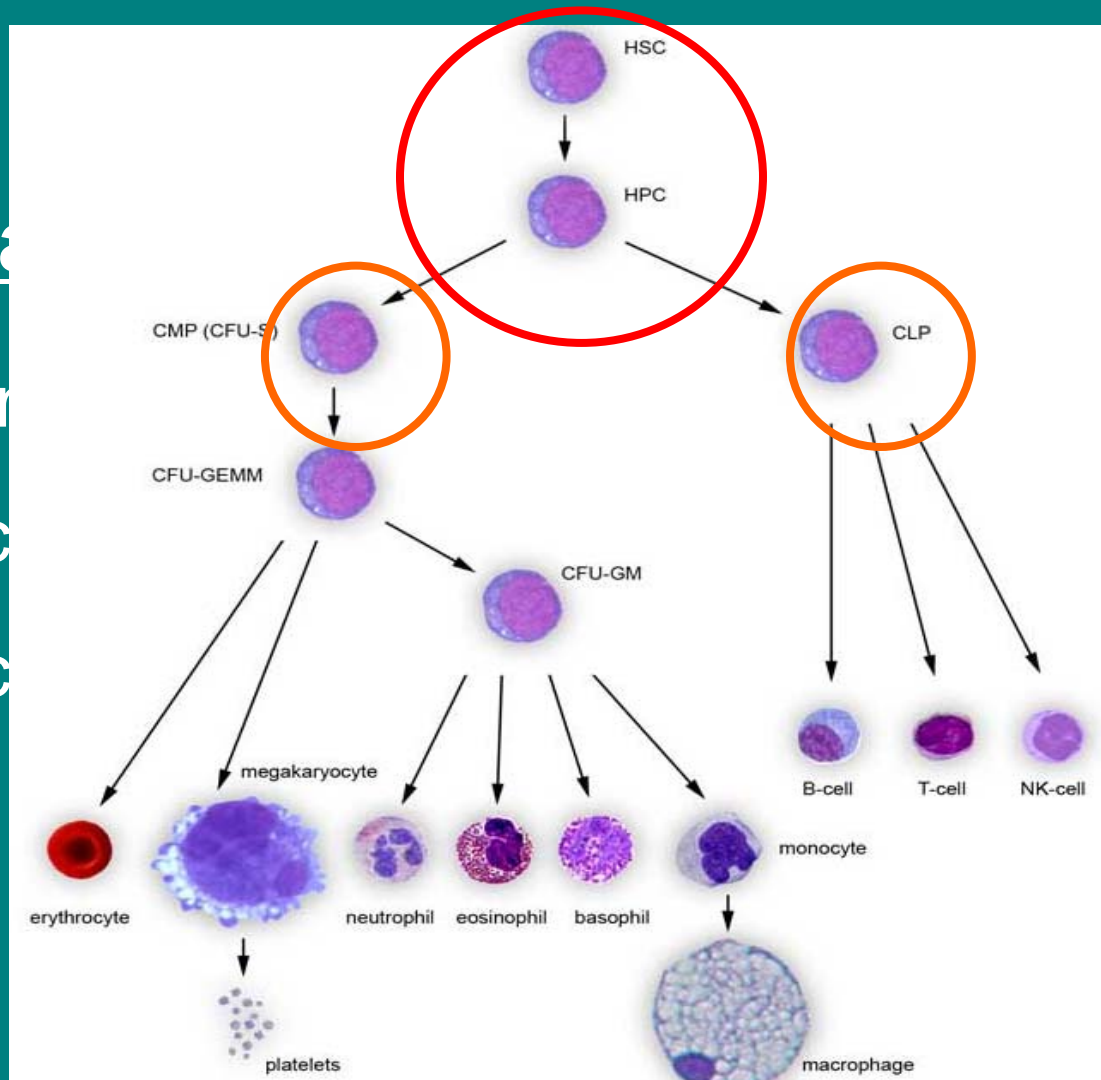 HSC
HPC
CMP (CFU-S)
CLP
CFU-GEMM
CFU-GM
megakaryocyte
B-cell
T-cell
NK-cell
monocyte
erythrocyte
neutrophil
eosinophil
basophil
platelets
macrophage